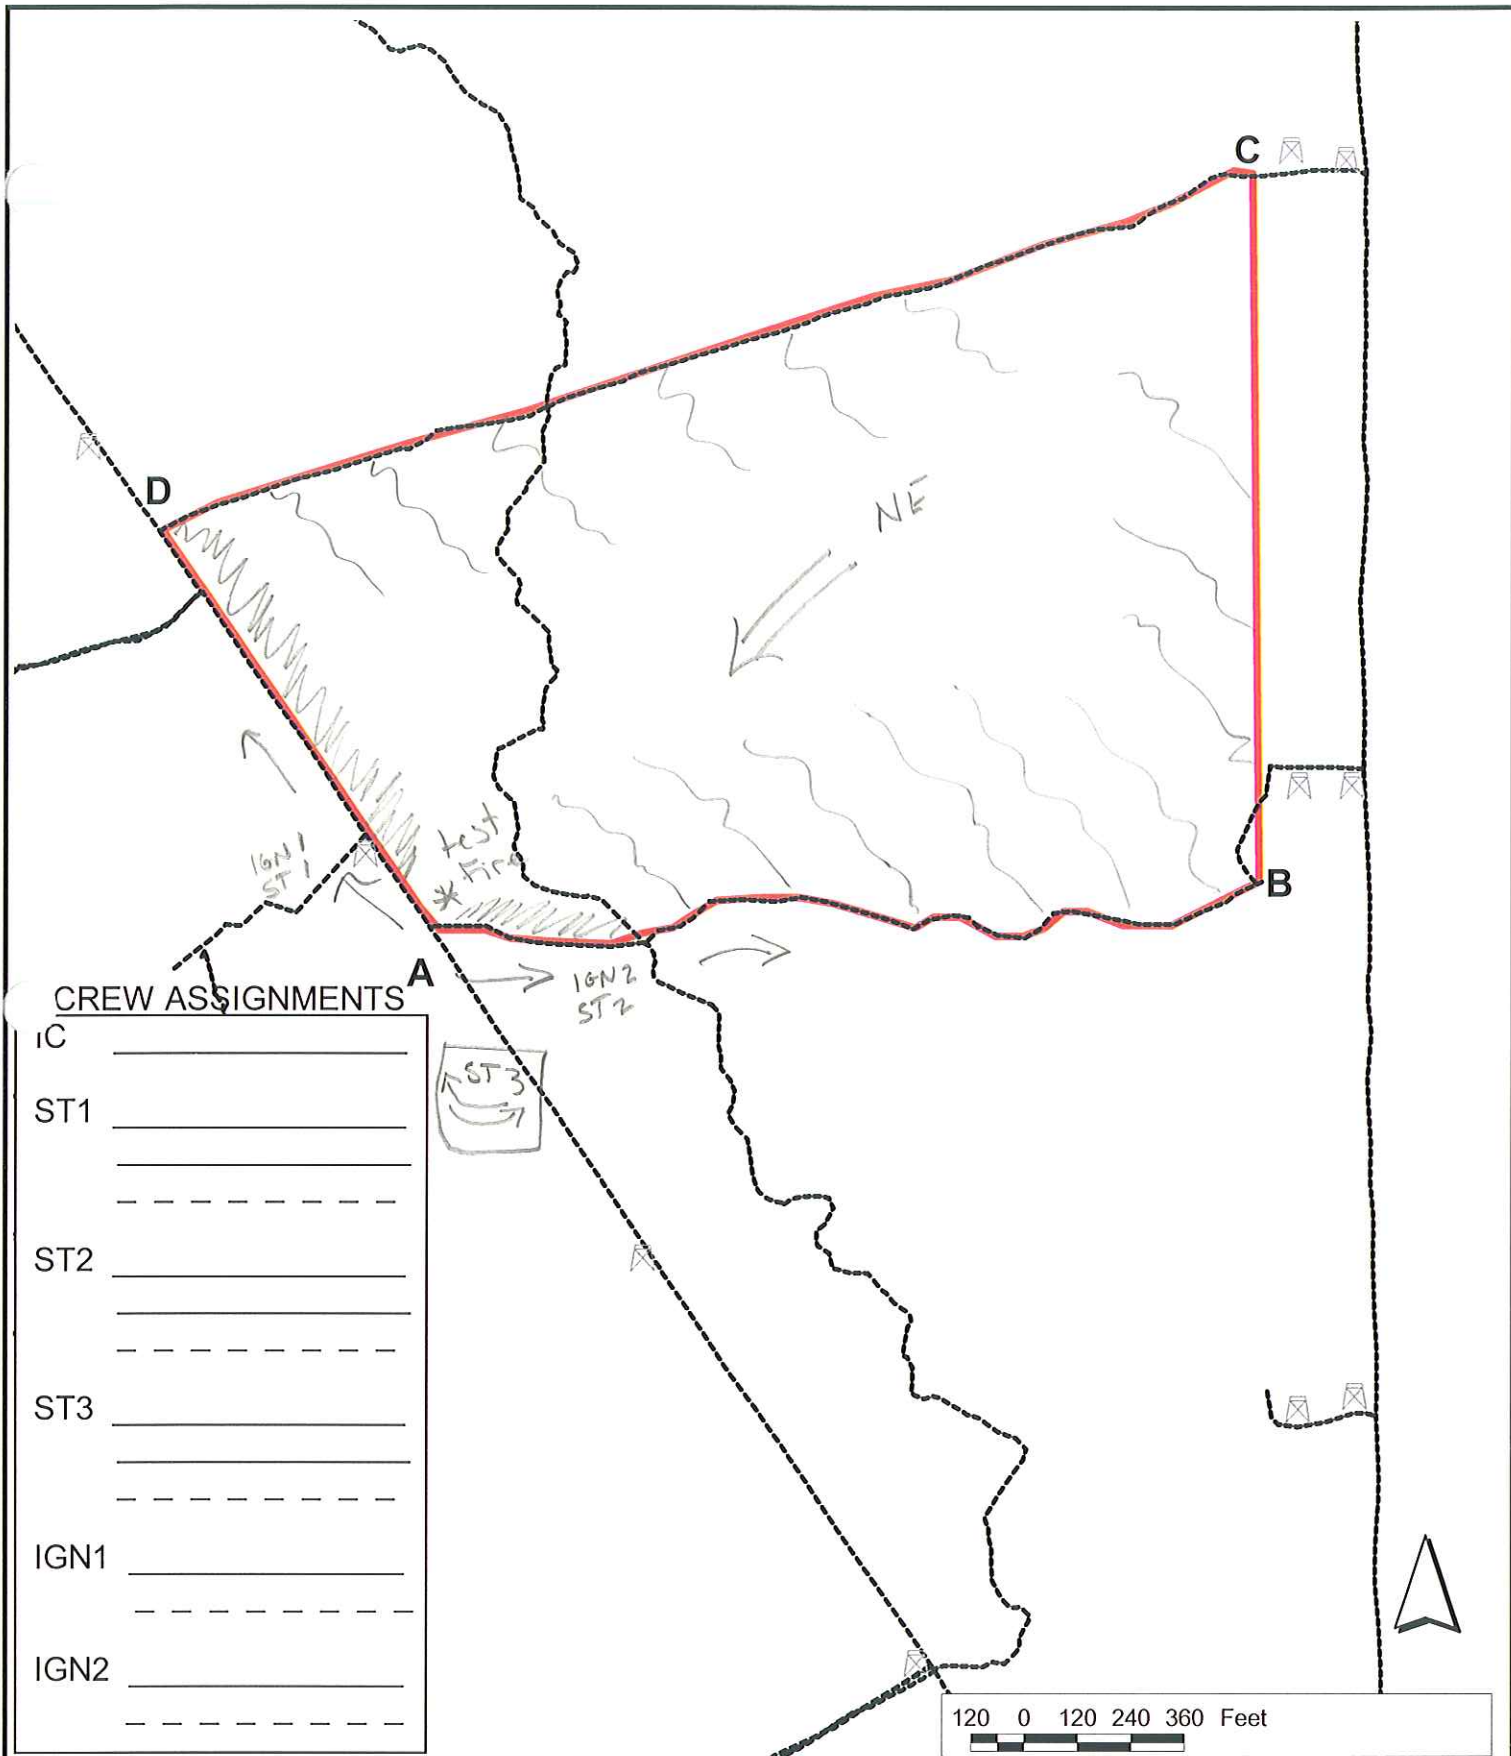 C
D
NE
test
Fire
*
IGN1
ST1
B
A
IGN2
ST2
ST3
CREW ASSIGNMENTS
IC
ST1
ST2
ST3
IGN1
IGN2
120 0 120 240 360 Feet